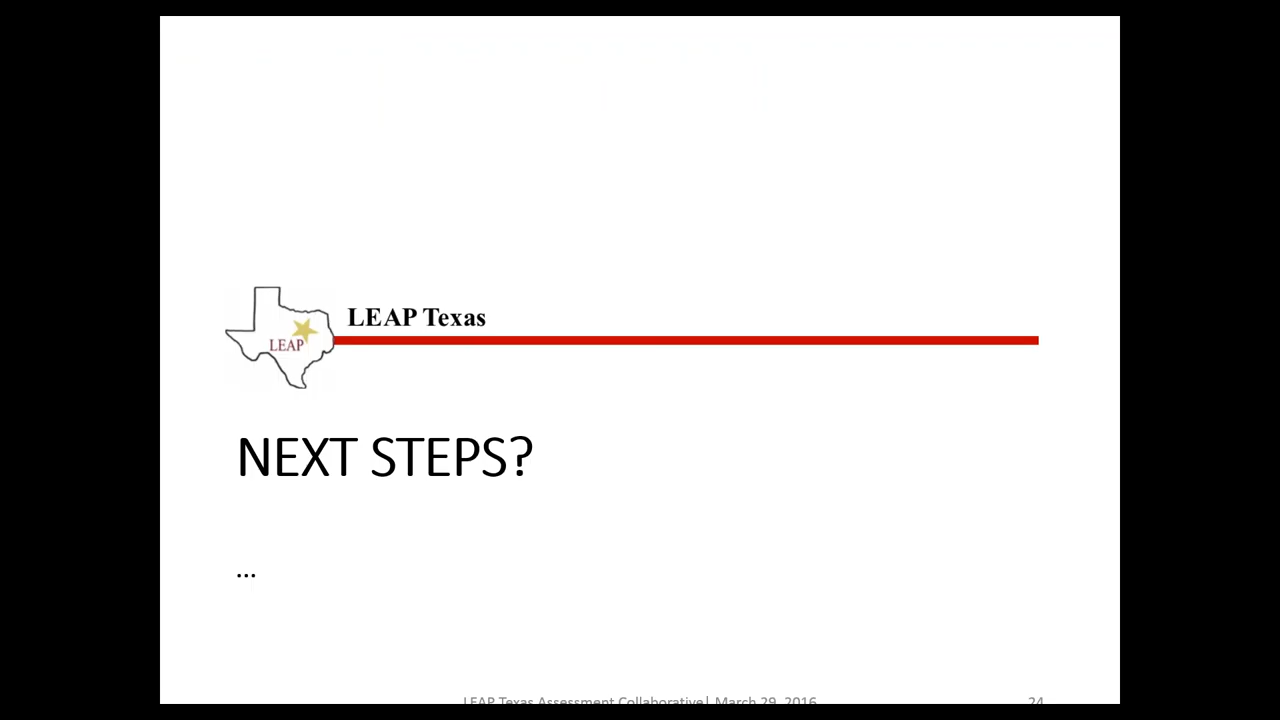 LEAP Texas
LEAP
NEXT STEPS?
...
LEAP Texas Assessment Collaborative| March 29, 2016
24